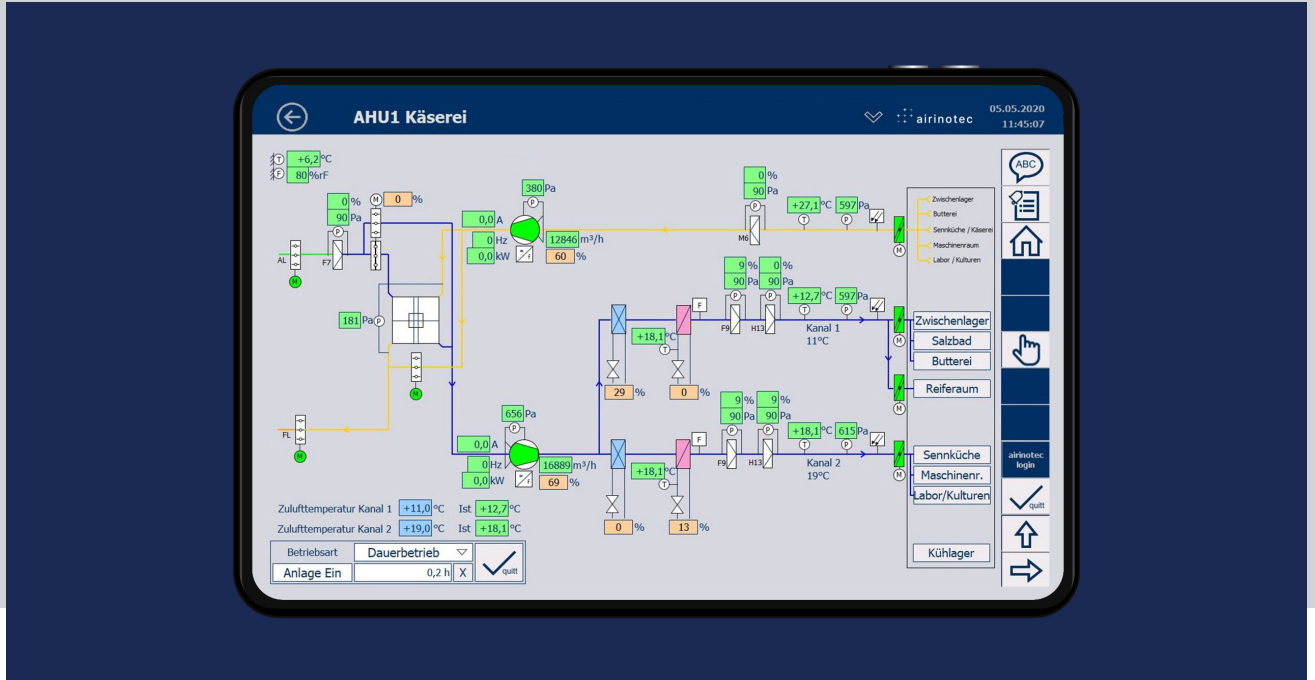 AHU1 Käserei
airinotec
05.05.2020
11:45:07
T +6,2 °C
F 80 %rF
0 %
90 Pa
M 0 %
P
AL
F7
M
181 Pa P
M
FL
M
380 Pa
P
0,0 A
0 Hz
0,0 kW
12846 m³/h
60 %
0 %
90 Pa
P
M6
+27,1 °C 597 Pa
T P
M
Zwischenlager
Butterei
Sennküche / Käserei
Maschinenraum
Labor / Kulturen
9 % 0 %
90 Pa 90 Pa
P P
F
F9 H13
+12,7 °C 597 Pa
T P
Kanal 1
11°C
M
+18,1 °C
T
29 %
0 %
Zwischenlager
Salzbad
Butterei
Reiferaum
M
656 Pa
P
0,0 A
0 Hz
0,0 kW
16889 m³/h
69 %
9 % 9 %
90 Pa 90 Pa
P P
F
F9 H13
+18,1 °C 615 Pa
T P
Kanal 2
19°C
M
+18,1 °C
T
0 %
13 %
Sennküche
Maschinenr.
Labor/Kulturen
Kühlager
Zulufttemperatur Kanal 1 +11,0 °C Ist +12,7 °C
Zulufttemperatur Kanal 2 +19,0 °C Ist +18,1 °C
Betriebsart Dauerbetrieb
Anlage Ein 0,2 h X
quitt
ABC
airinotec
login
quitt